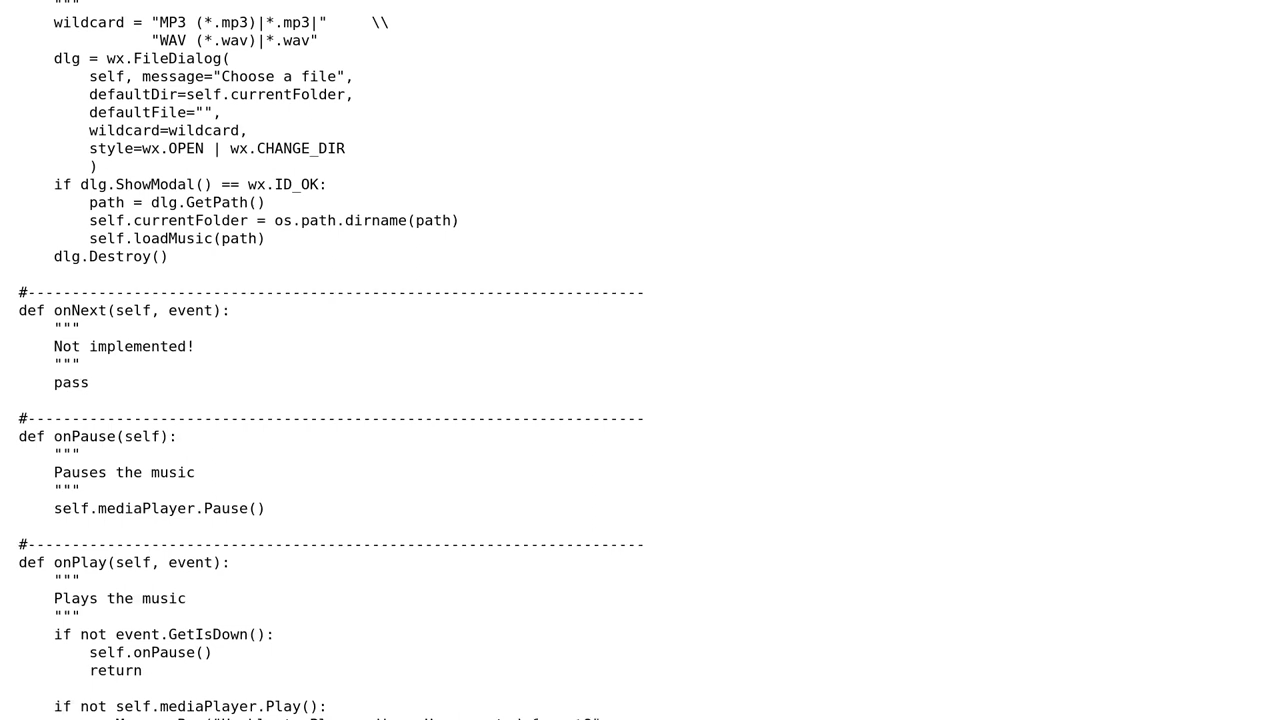 """
wildcard = "MP3 (*.mp3)|*.mp3|"     \\
           "WAV (*.wav)|*.wav"
dlg = wx.FileDialog(
    self, message="Choose a file",
    defaultDir=self.currentFolder,
    defaultFile="",
    wildcard=wildcard,
    style=wx.OPEN | wx.CHANGE_DIR
    )
if dlg.ShowModal() == wx.ID_OK:
    path = dlg.GetPath()
    self.currentFolder = os.path.dirname(path)
    self.loadMusic(path)
dlg.Destroy()
#----------------------------------------------------------------------
def onNext(self, event):
    """
    Not implemented!
    """
    pass
#----------------------------------------------------------------------
def onPause(self):
    """
    Pauses the music
    """
    self.mediaPlayer.Pause()
#----------------------------------------------------------------------
def onPlay(self, event):
    """
    Plays the music
    """
    if not event.GetIsDown():
        self.onPause()
        return
    if not self.mediaPlayer.Play():